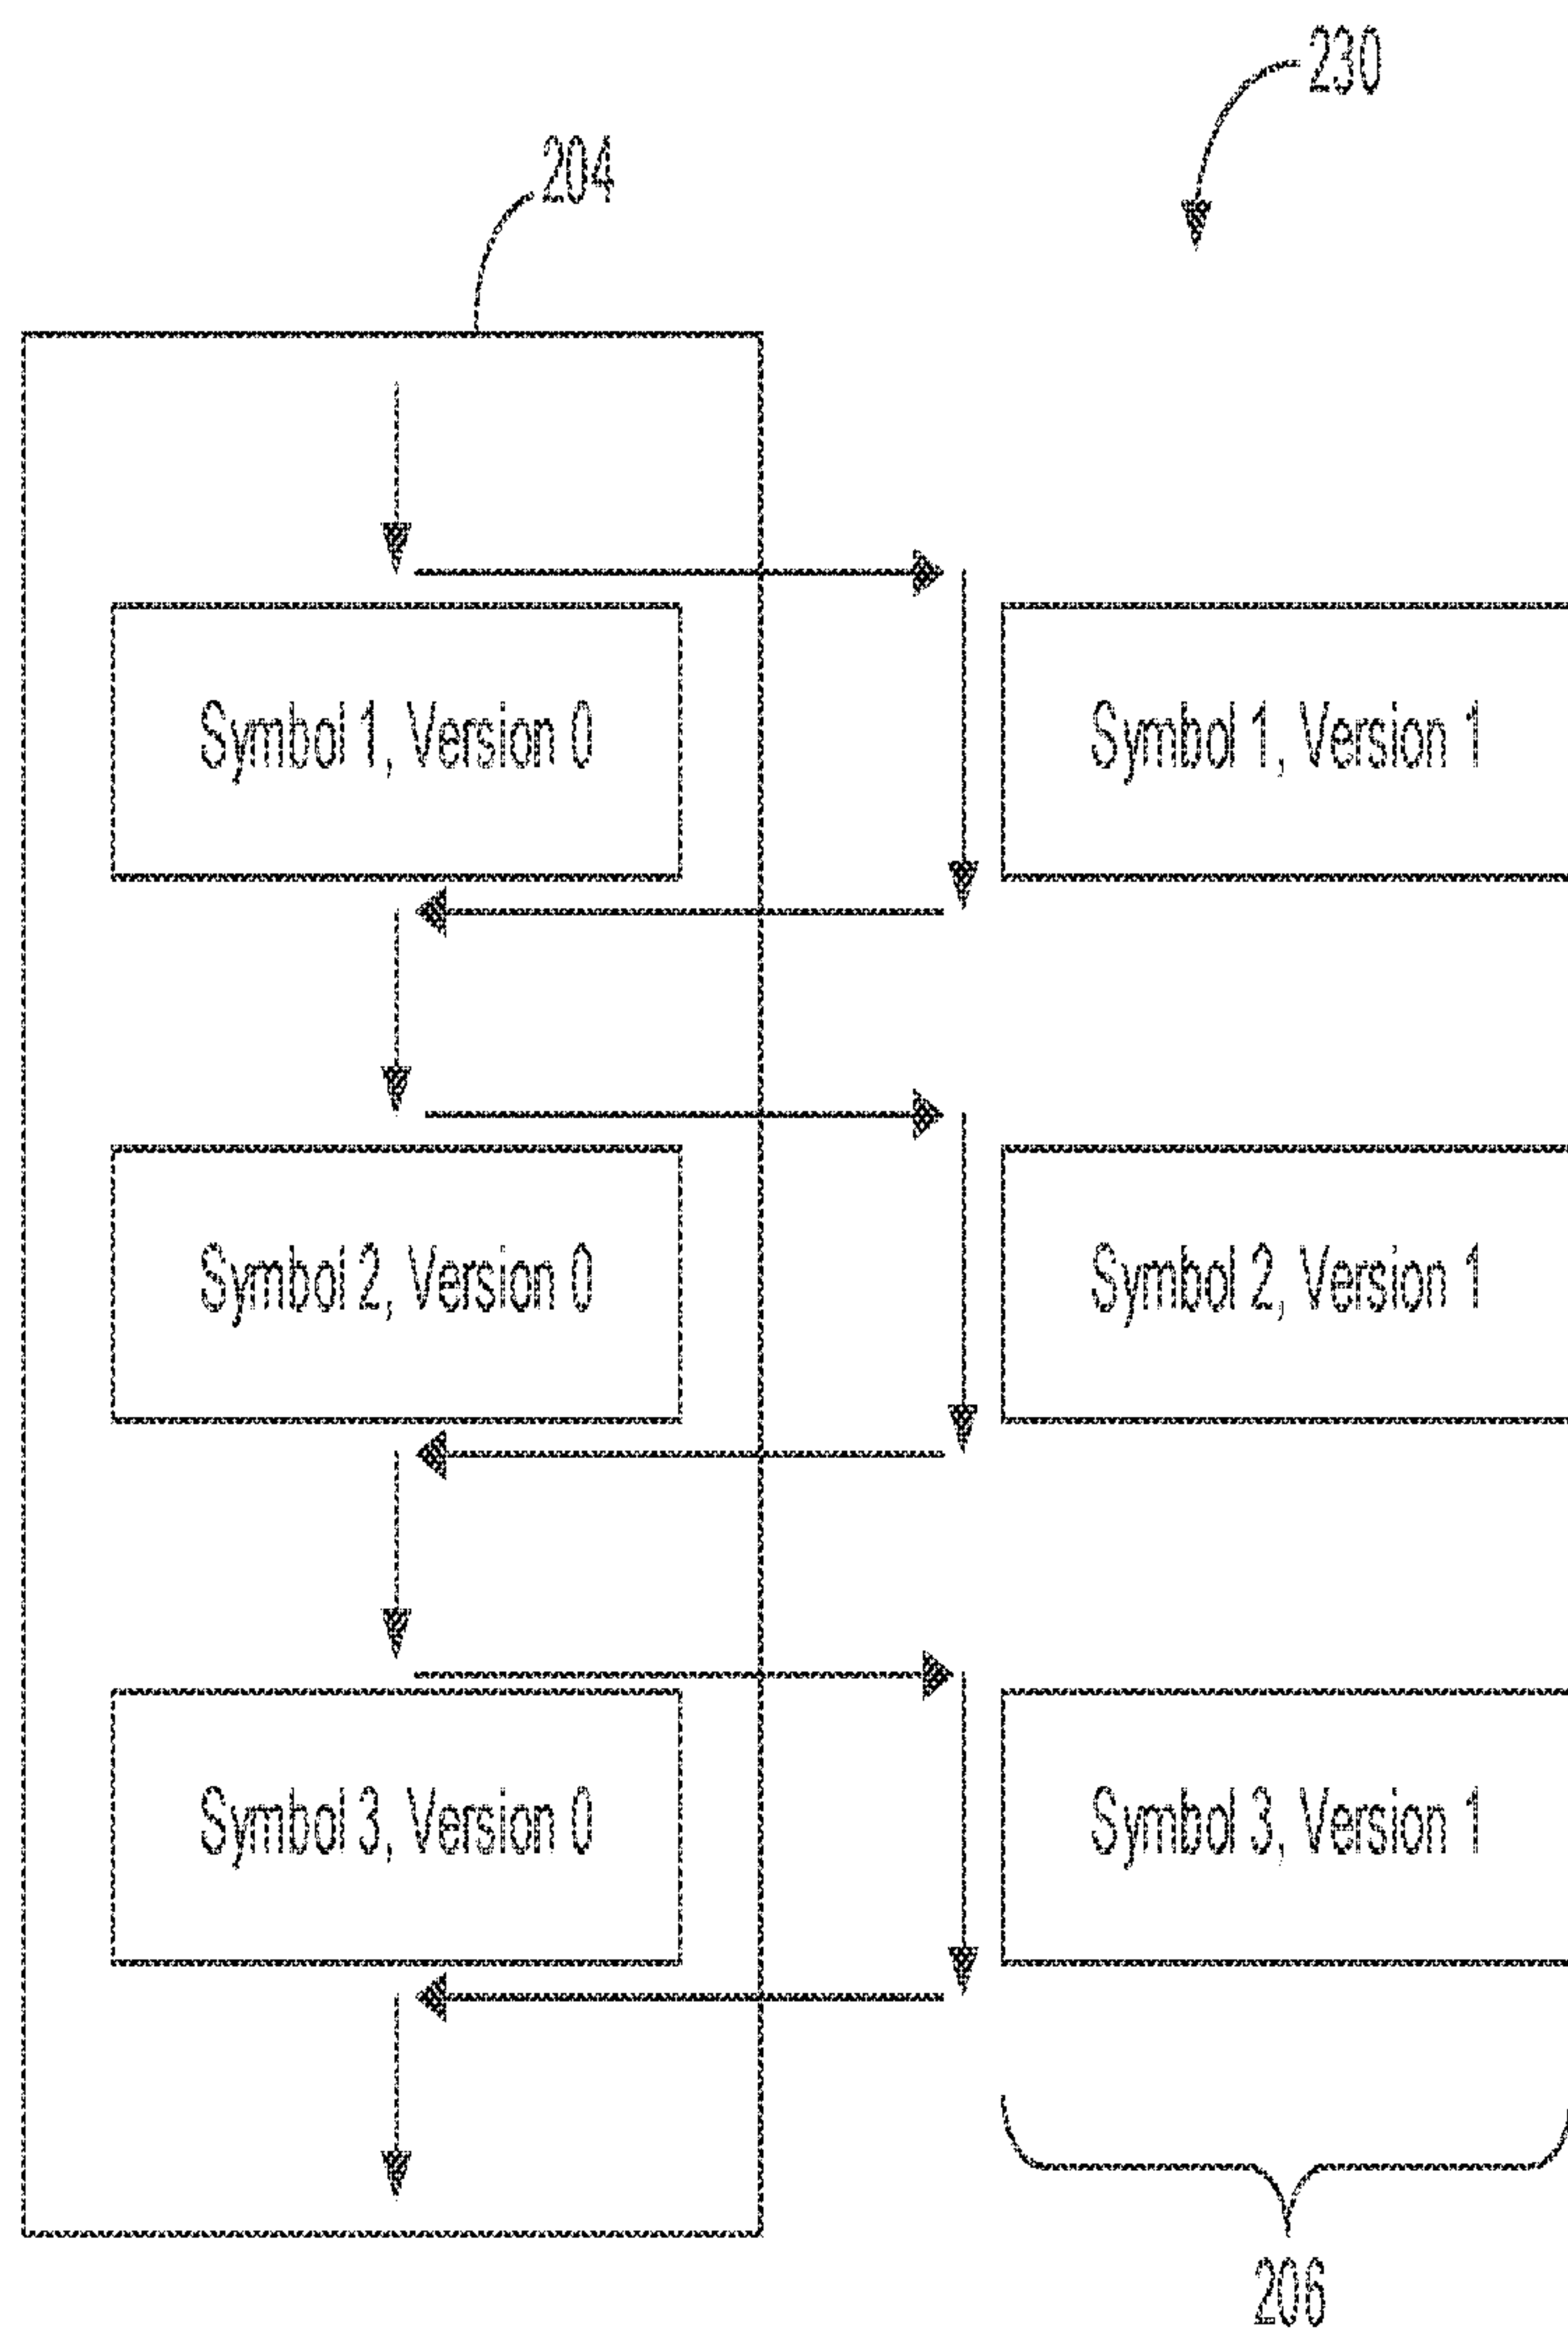 230
204
Symbol 1, Version 0
Symbol 1, Version 1
Symbol 2, Version 0
Symbol 2, Version 1
Symbol 3, Version 0
Symbol 3, Version 1
206